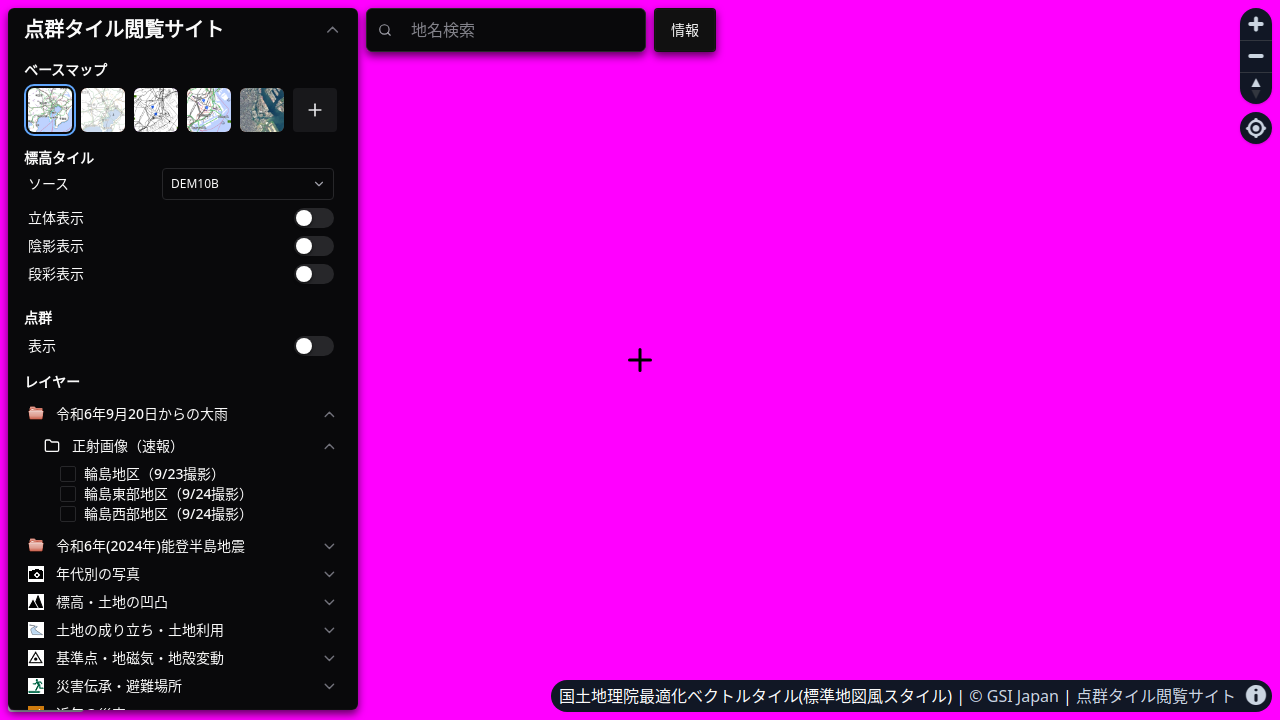 点群タイル閲覧サイト
地名検索
情報
ベースマップ
標高タイル
ソース
DEM10B
立体表示
陰影表示
段彩表示
点群
表示
レイヤー
令和6年9月20日からの大雨
正射画像（速報）
輪島地区（9/23撮影）
輪島東部地区（9/24撮影）
輪島西部地区（9/24撮影）
令和6年(2024年)能登半島地震
年代別の写真
標高・土地の凹凸
土地の成り立ち・土地利用
基準点・地磁気・地殻変動
災害伝承・避難場所
国土地理院最適化ベクトルタイル(標準地図風スタイル) | © GSI Japan | 点群タイル閲覧サイト